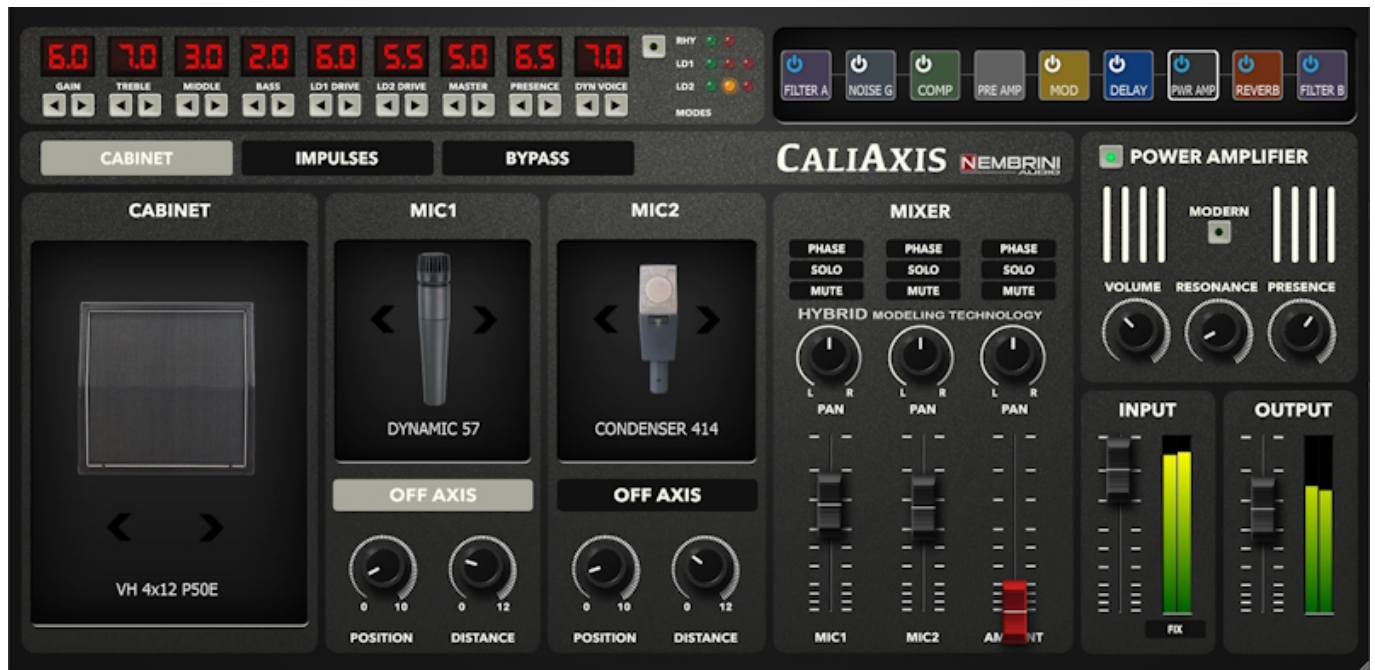 6.0 7.0 3.0 2.0 6.0 5.5 5.0 6.5 7.0
GAIN TREBLE MIDDLE BASS LD1 DRIVE LD2 DRIVE MASTER PRESENCE DYN VOICE
RHY
LD1
LD2
MODES
FILTER A NOISE G COMP PRE AMP MOD DELAY PWR AMP REVERB FILTER B
CABINET IMPULSES BYPASS
CALIAXIS NEMBRINI AUDIO
POWER AMPLIFIER
MODERN
VOLUME RESONANCE PRESENCE
CABINET
VH 4x12 P50E
MIC1
DYNAMIC 57
OFF AXIS
0 10 0 12
POSITION DISTANCE
MIC2
CONDENSER 414
OFF AXIS
0 10 0 12
POSITION DISTANCE
MIXER
PHASE PHASE PHASE
SOLO SOLO SOLO
MUTE MUTE MUTE
HYBRID MODELING TECHNOLOGY
L R L R L R
PAN PAN PAN
MIC1 MIC2
INPUT
FIX
OUTPUT